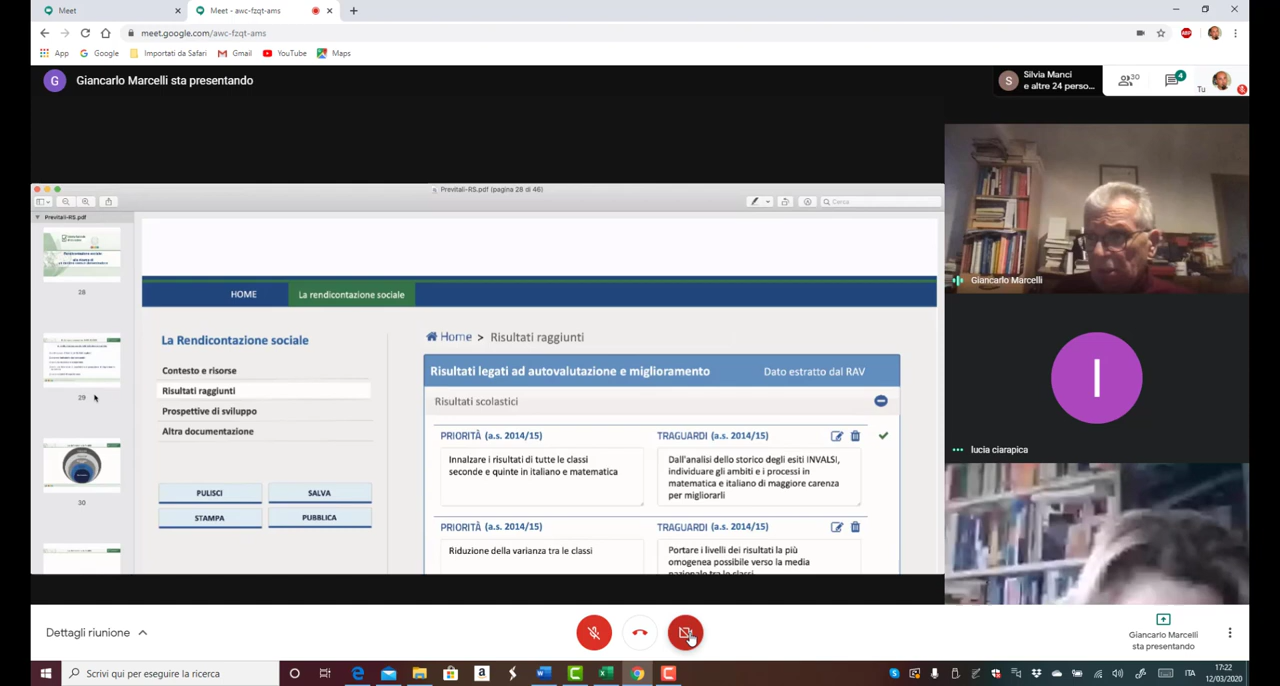 Meet
Meet - awc-fzqt-ams
meet.google.com/awc-fzqt-ams
App Google Importati da Safari Gmail YouTube Maps
G Giancarlo Marcelli sta presentando
S Silvia Manci
e altre 24 perso...
30
4
Tu
Previtali-RS.pdf (pagina 28 di 46)
Cerca
Previtali-RS.pdf
28
29
30
HOME La rendicontazione sociale
La Rendicontazione sociale
Contesto e risorse
Risultati raggiunti
Prospettive di sviluppo
Altra documentazione
PULISCI SALVA
STAMPA PUBBLICA
Home > Risultati raggiunti
Risultati legati ad autovalutazione e miglioramento Dato estratto dal RAV
Risultati scolastici
PRIORITÀ (a.s. 2014/15) TRAGUARDI (a.s. 2014/15)
Innalzare i risultati di tutte le classi
seconde e quinte in italiano e matematica
Dall'analisi dello storico degli esiti INVALSI,
individuare gli ambiti e i processi in
matematica e italiano di maggiore carenza
per migliorarli
PRIORITÀ (a.s. 2014/15) TRAGUARDI (a.s. 2014/15)
Riduzione della varianza tra le classi
Portare i livelli dei risultati la più
omogenea possibile verso la media
nazionale tra le classi
Giancarlo Marcelli
l
lucia ciarapica
Dettagli riunione
Giancarlo Marcelli
sta presentando
Scrivi qui per eseguire la ricerca
ITA
17:22
12/03/2020